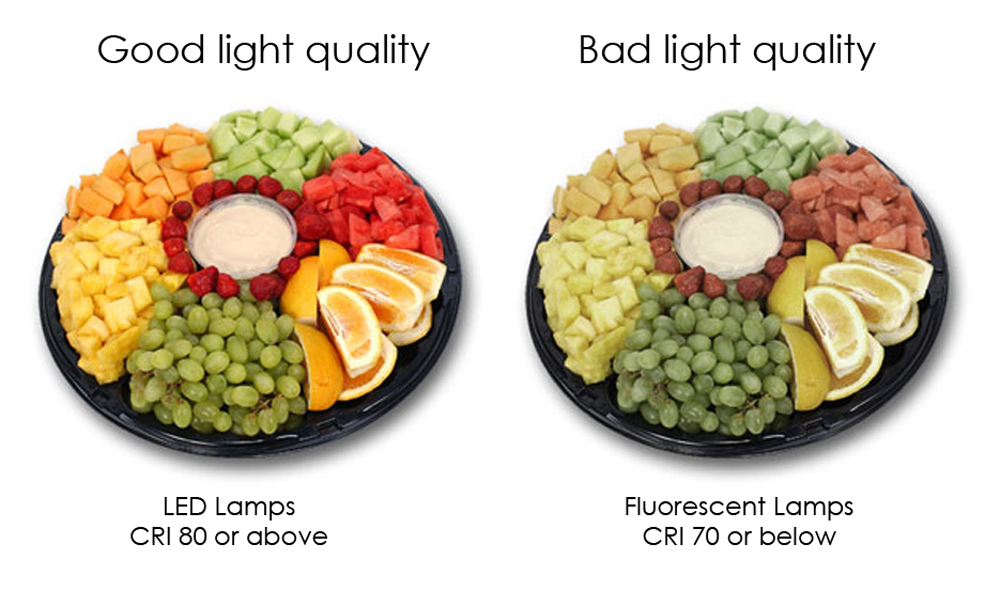 Good light quality
Bad light quality
LED Lamps
CRI 80 or above
Fluorescent Lamps
CRI 70 or below